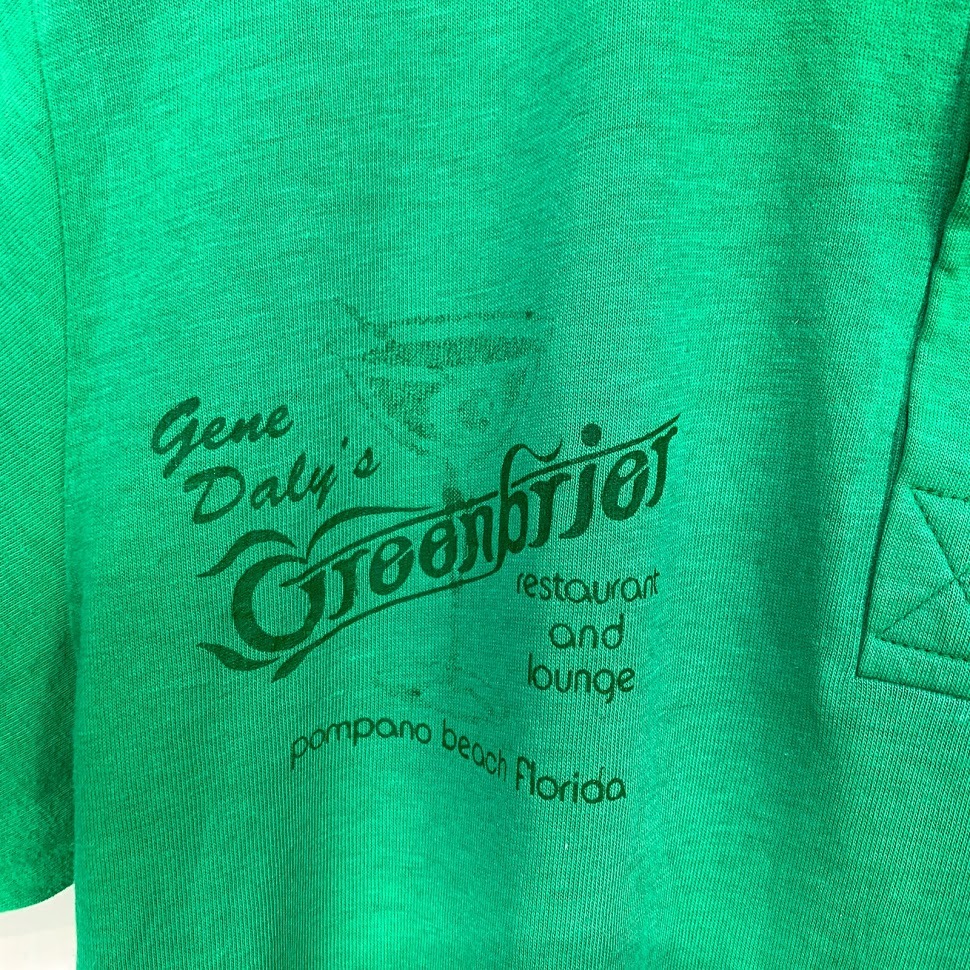 Gene
Daly's
Greenbrier
restaurant
and
lounge
pompano beach Florida